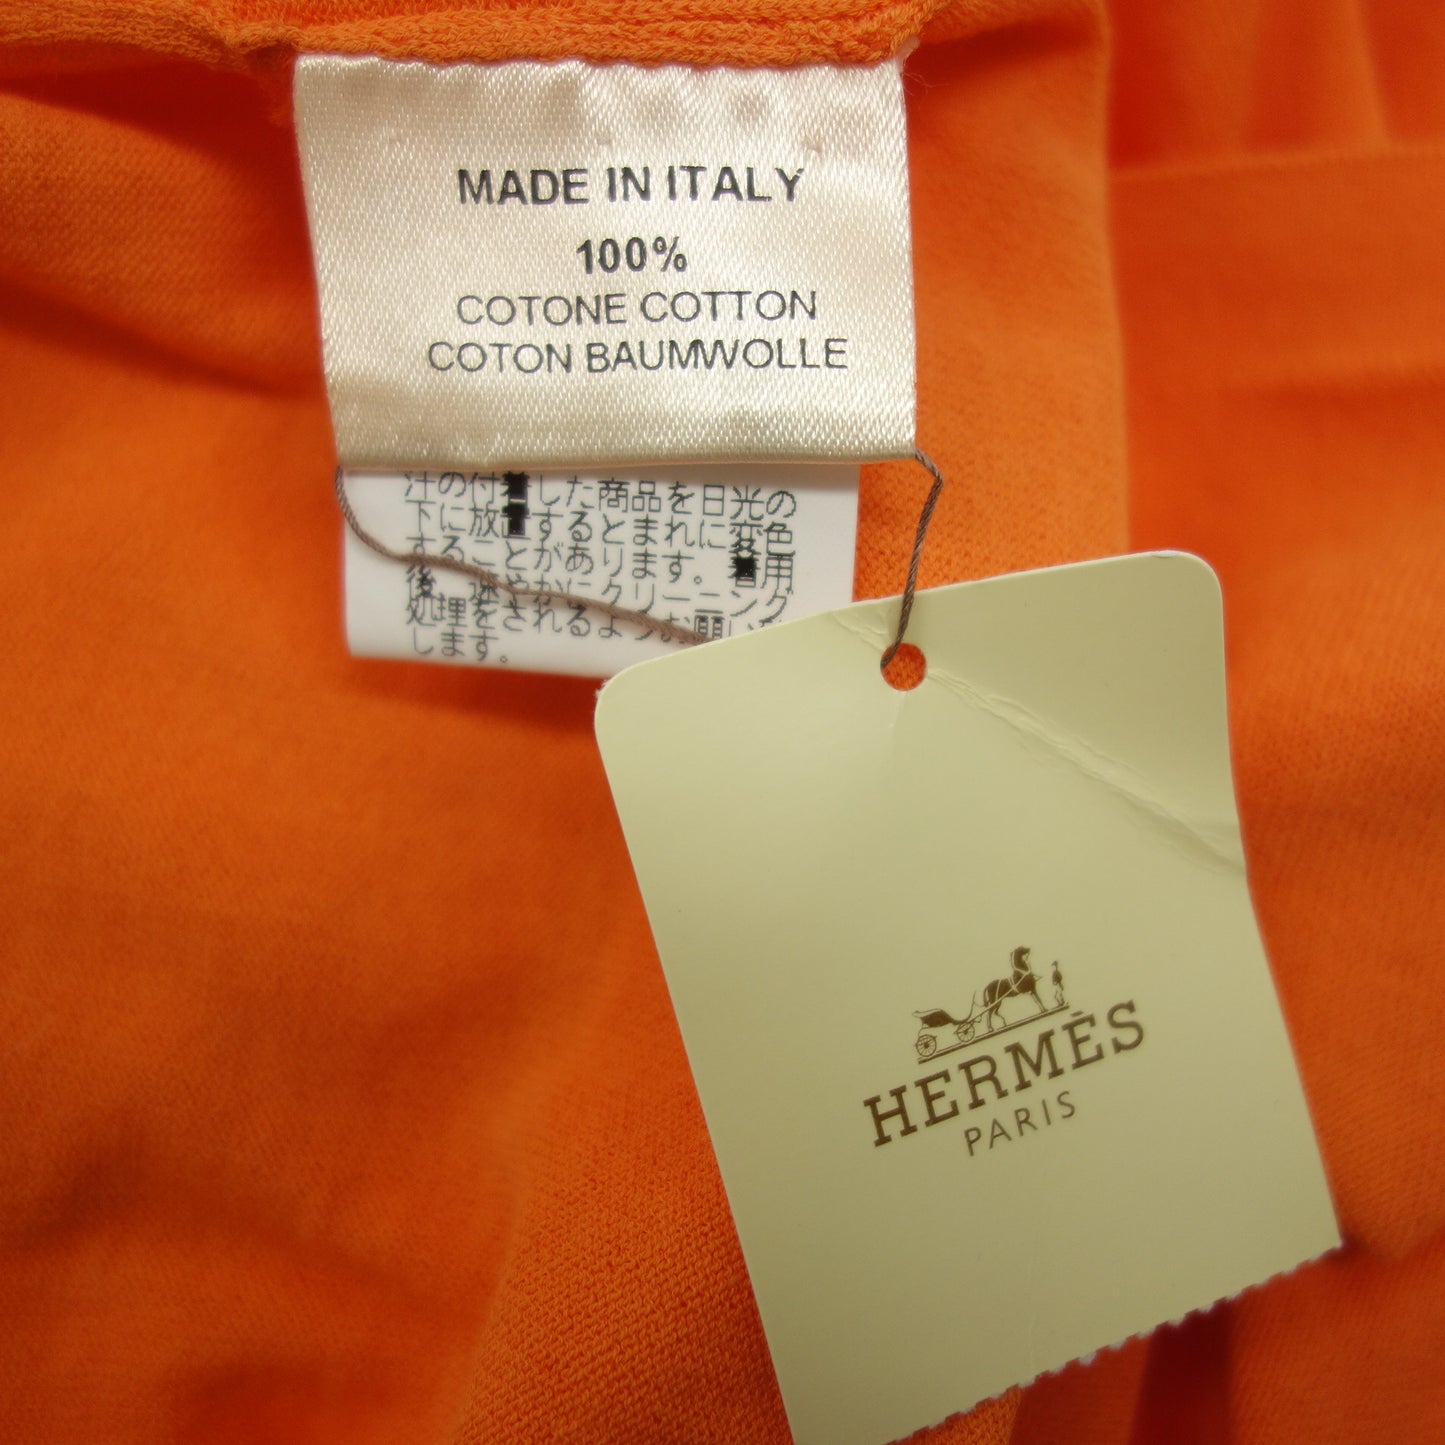 MADE IN ITALY
100%
COTONE COTTON
COTON BAUMWOLLE
汁の付着した商品を日光の
下に放置するとまれに変色
することがあります。着用
後、速やかにクリーニング
処理をされるようお願い
します。
HERMÈS
PARIS